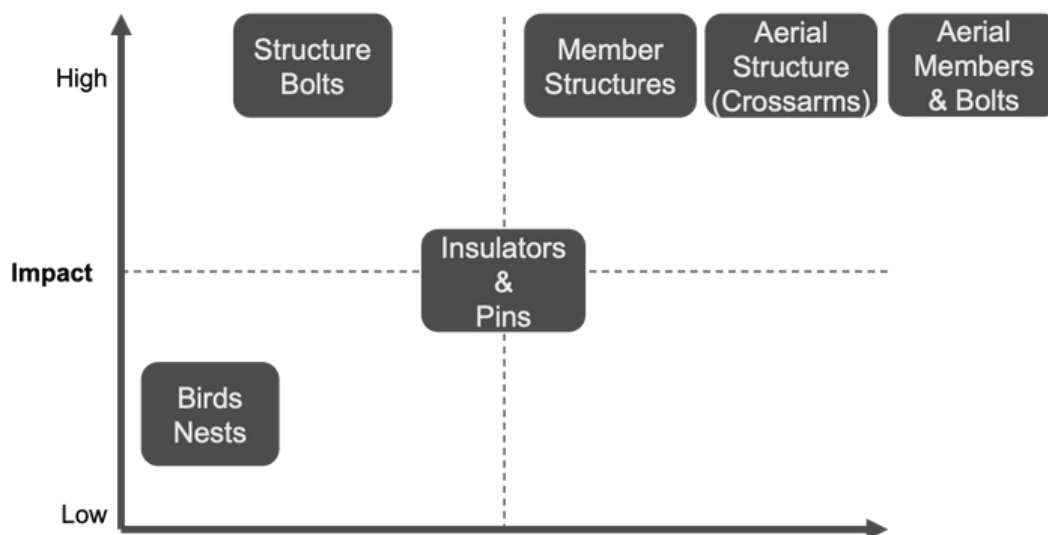 High
Structure
Bolts
Member
Structures
Aerial
Structure
(Crossarms)
Aerial
Members
& Bolts
Impact
Insulators
&
Pins
Birds
Nests
Low